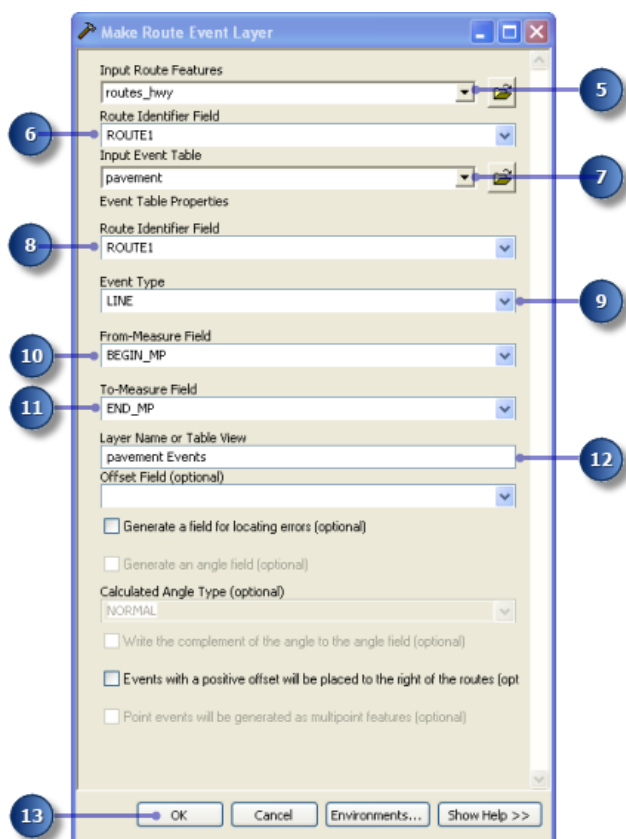 Make Route Event Layer
Input Route Features
routes_hwy
5
Route Identifier Field
6
ROUTE1
Input Event Table
pavement
7
Event Table Properties
Route Identifier Field
8
ROUTE1
Event Type
LINE
9
From-Measure Field
10
BEGIN_MP
To-Measure Field
11
END_MP
Layer Name or Table View
pavement Events
12
Offset Field (optional)
Generate a field for locating errors (optional)
Generate an angle field (optional)
Calculated Angle Type (optional)
NORMAL
Write the complement of the angle to the angle field (optional)
Events with a positive offset will be placed to the right of the routes (opt
Point events will be generated as multipoint features (optional)
13
OK
Cancel
Environments...
Show Help >>